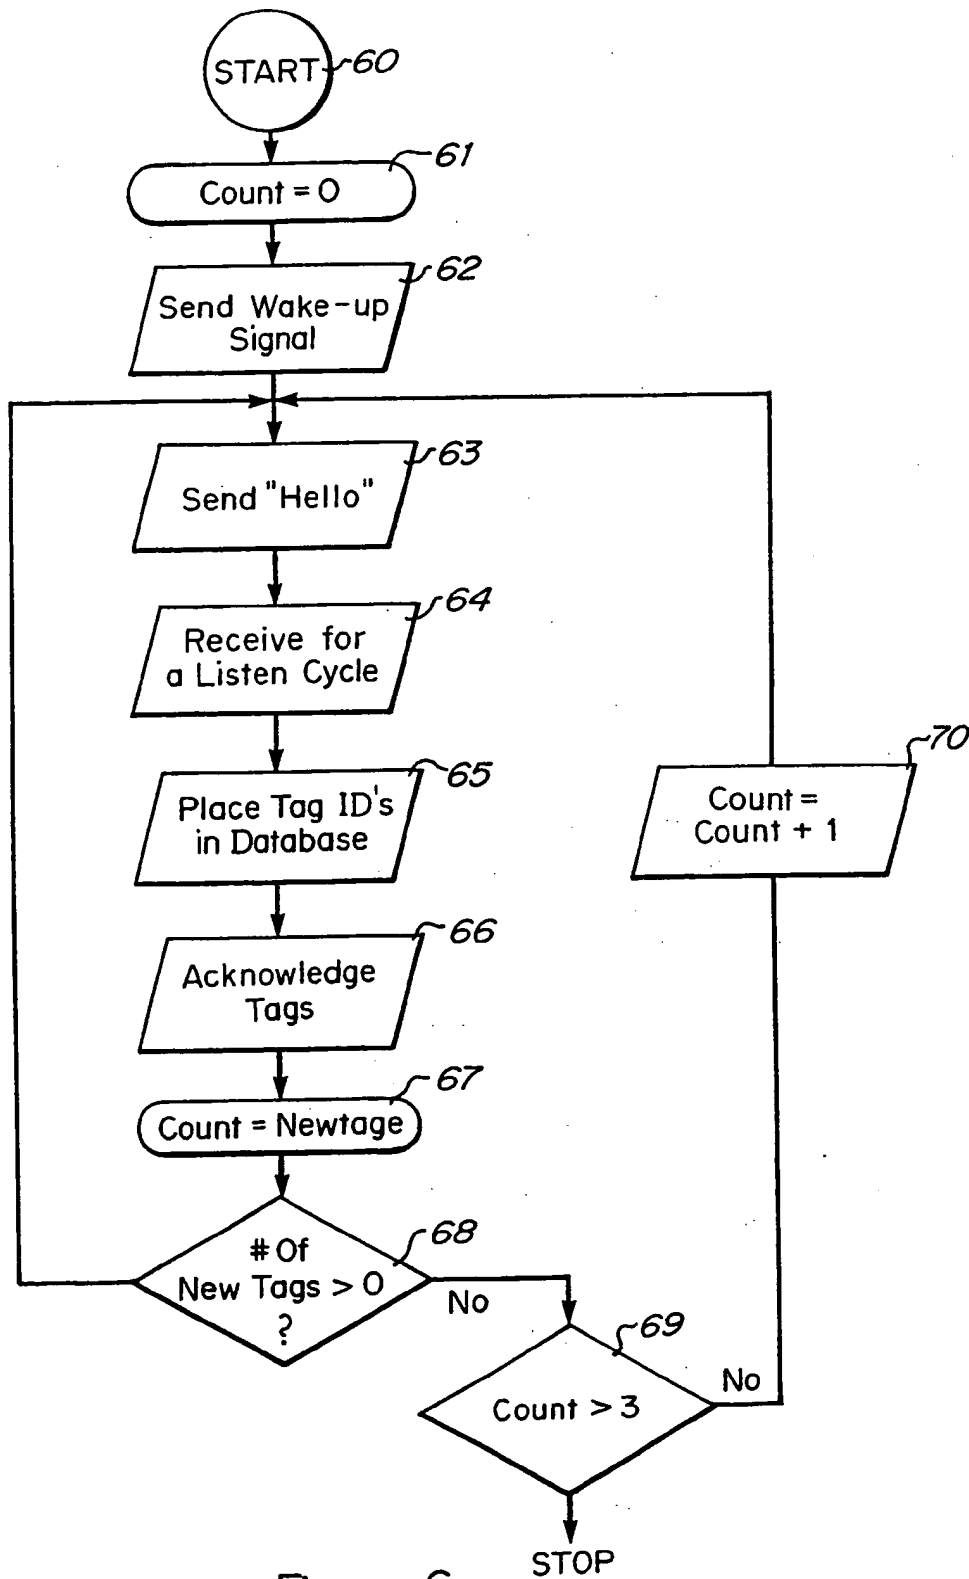 START
60
61
Count = 0
62
Send Wake-up
Signal
63
Send "Hello"
64
Receive for
a Listen Cycle
65
Place Tag ID's
in Database
70
Count =
Count + 1
66
Acknowledge
Tags
67
Count = Newtage
68
# Of
New Tags > 0
?
No
69
Count > 3
No
STOP